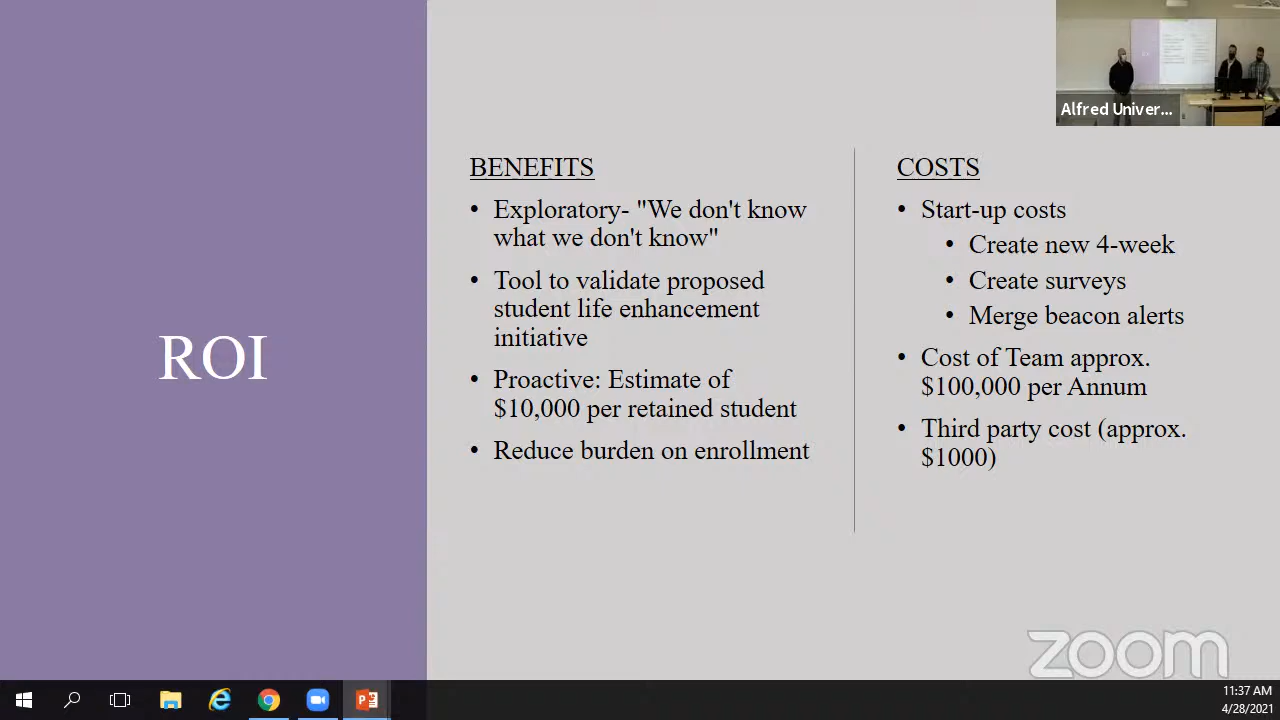 Alfred Univer...
ROI
BENEFITS
• Exploratory- "We don't know
what we don't know"
• Tool to validate proposed
student life enhancement
initiative
• Proactive: Estimate of
$10,000 per retained student
• Reduce burden on enrollment
COSTS
• Start-up costs
• Create new 4-week
• Create surveys
• Merge beacon alerts
• Cost of Team approx.
$100,000 per Annum
• Third party cost (approx.
$1000)
zoom
11:37 AM
4/28/2021